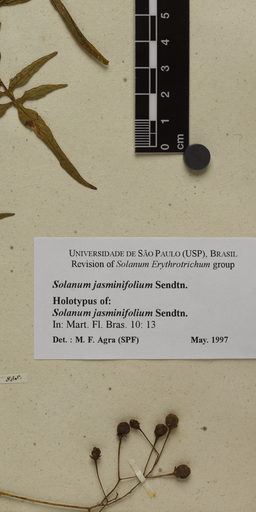 5
4
3
2
1
0
cm
UNIVERSIDADE DE SÃO PAULO (USP), BRASIL
Revision of Solanum Erythrotrichum group
Solanum jasminifolium Sendtn.
Holotypus of:
Solanum jasminifolium Sendtn.
In: Mart. Fl. Bras. 10: 13
Det. : M. F. Agra (SPF) May. 1997